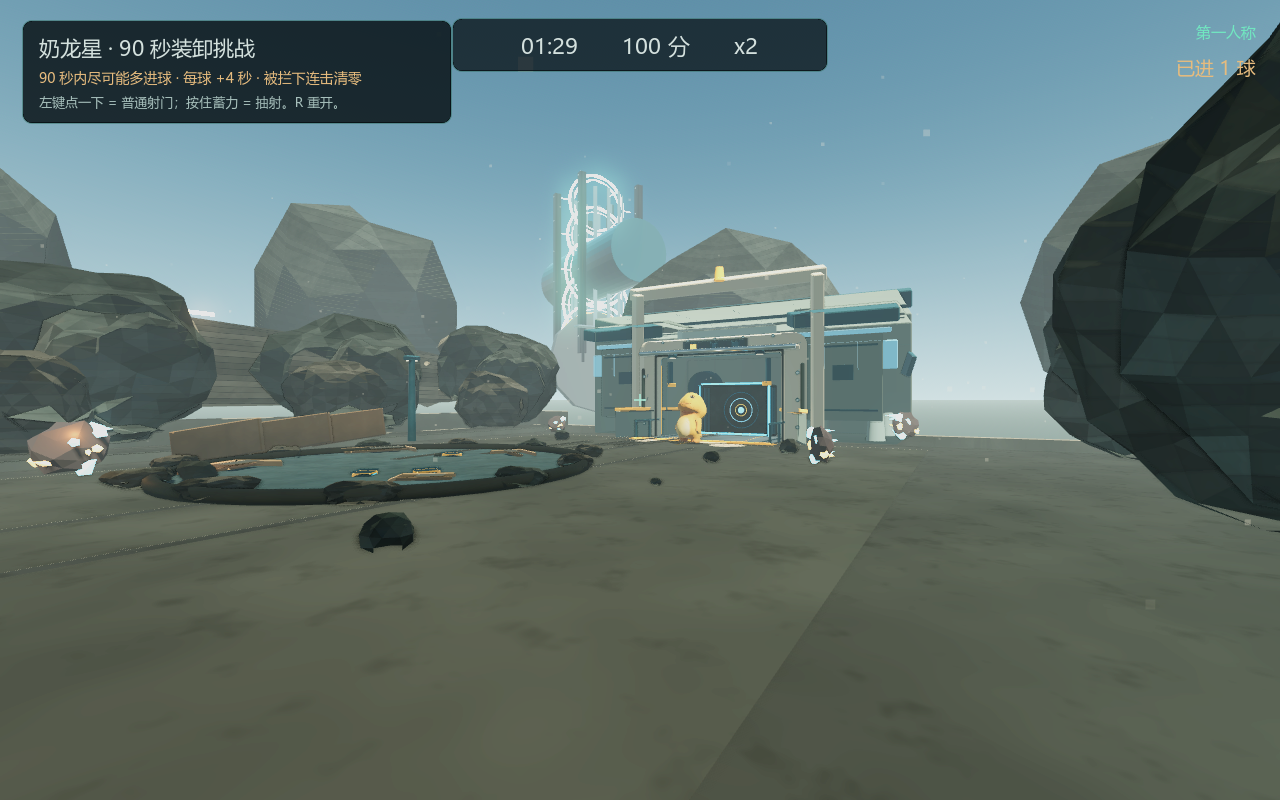 奶龙星 · 90 秒装卸挑战
90 秒内尽可能多进球 · 每球 +4 秒 · 被拦下连击清零
左键点一下 = 普通射门；按住蓄力 = 抽射。R 重开。
01:29 100 分 x2
第一人称
已进 1 球